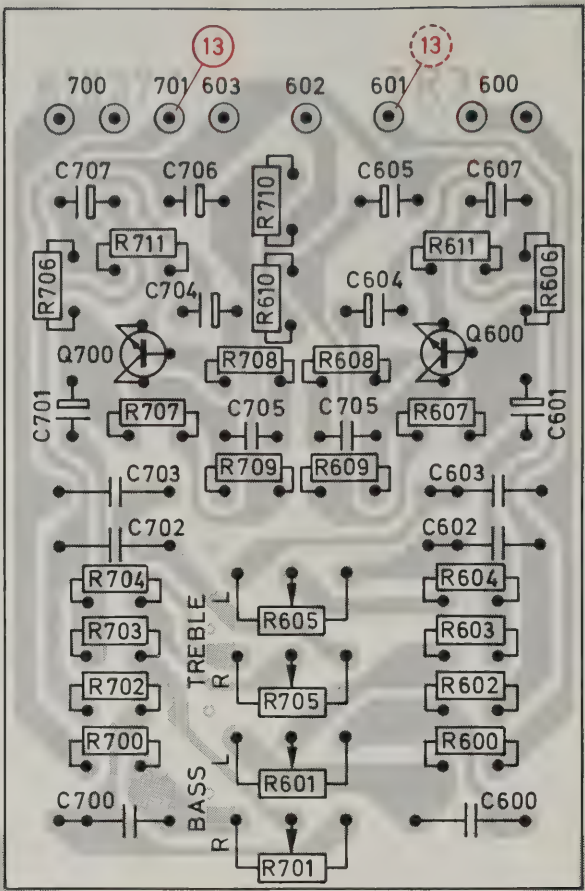 13 13
700 701 603 602 601 600
C707 C706 R710 C605 C607
R706 R711 R611 R606
C704 R610 C604
Q700 R708 R608 Q600
C701 R707 C705 C705 R607 C601
R709 R609
C703 C603
C702 C602
R704 TREBLE L R605 R604
R703 R603
R702 R R705 R602
R700 BASS L R601 R600
C700 R R701 C600